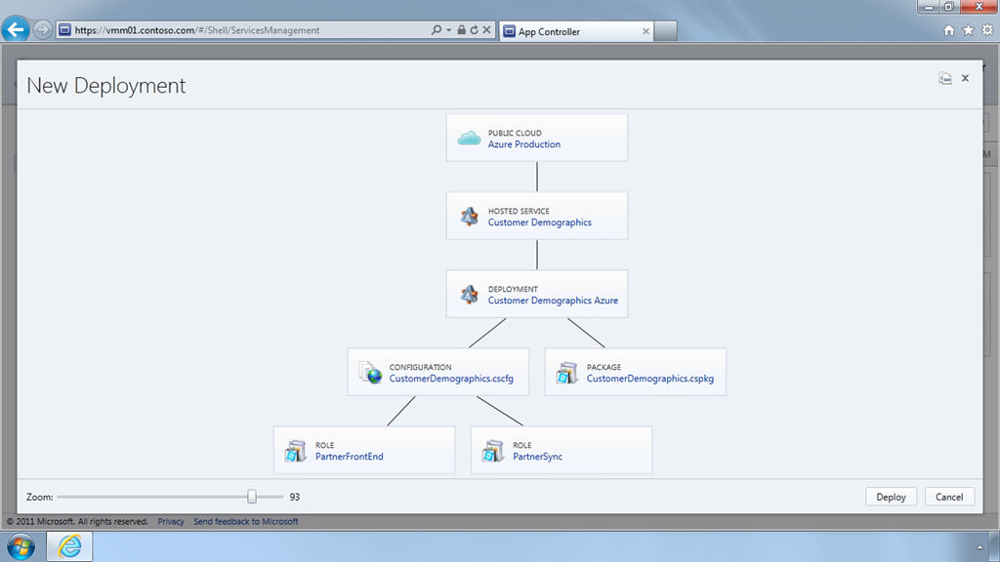 https://vmm01.contoso.com/#/Shell/ServicesManagement
App Controller
New Deployment
PUBLIC CLOUD
Azure Production
HOSTED SERVICE
Customer Demographics
DEPLOYMENT
Customer Demographics Azure
CONFIGURATION
CustomerDemographics.cscfg
PACKAGE
CustomerDemographics.cspkg
ROLE
PartnerFrontEnd
ROLE
PartnerSync
Zoom: 93
Deploy
Cancel
© 2011 Microsoft. All rights reserved. Privacy Send feedback to Microsoft